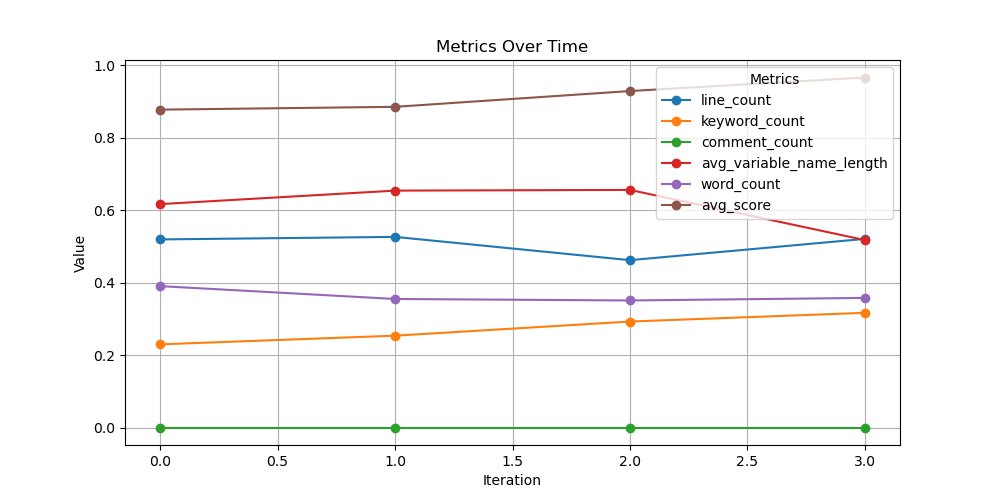 Metrics Over Time
Metrics
line_count
keyword_count
comment_count
avg_variable_name_length
word_count
avg_score
Value
1.0
0.8
0.6
0.4
0.2
0.0
0.0 0.5 1.0 1.5 2.0 2.5 3.0
Iteration